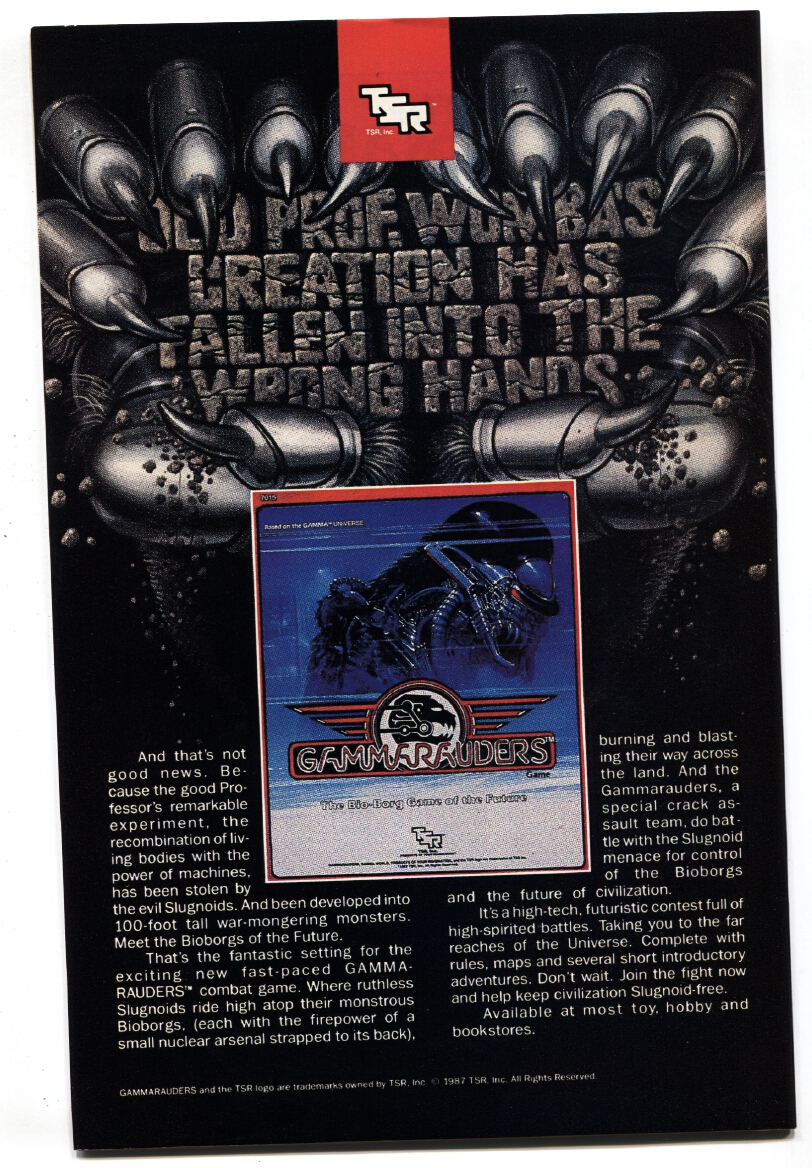 TSR™
TSR, Inc.
OLD PROF. WOMBA'S
CREATION HAS
FALLEN INTO THE
WRONG HANDS.
7015
Based on the GAMMA™ UNIVERSE
GAMMARAUDERS™
Game
The Bio-Borg Game of the Future
TSR
TSR, Inc.
And that's not
good news. Be-
cause the good Pro-
fessor's remarkable
experiment, the
recombination of liv-
ing bodies with the
power of machines,
has been stolen by
the evil Slugnoids. And been developed into
100-foot tall war-mongering monsters.
Meet the Bioborgs of the Future.
That's the fantastic setting for the
exciting new fast-paced GAMMA-
RAUDERS™ combat game. Where ruthless
Slugnoids ride high atop their monstrous
Bioborgs, (each with the firepower of a
small nuclear arsenal strapped to its back),
burning and blast-
ing their way across
the land. And the
Gammarauders, a
special crack as-
sault team, do bat-
tle with the Slugnoid
menace for control
of the Bioborgs
and the future of civilization.
It's a high-tech, futuristic contest full of
high-spirited battles. Taking you to the far
reaches of the Universe. Complete with
rules, maps and several short introductory
adventures. Don't wait. Join the fight now
and help keep civilization Slugnoid-free.
Available at most toy, hobby and
bookstores.
GAMMARAUDERS and the TSR logo are trademarks owned by TSR, Inc. © 1987 TSR, Inc. All Rights Reserved.